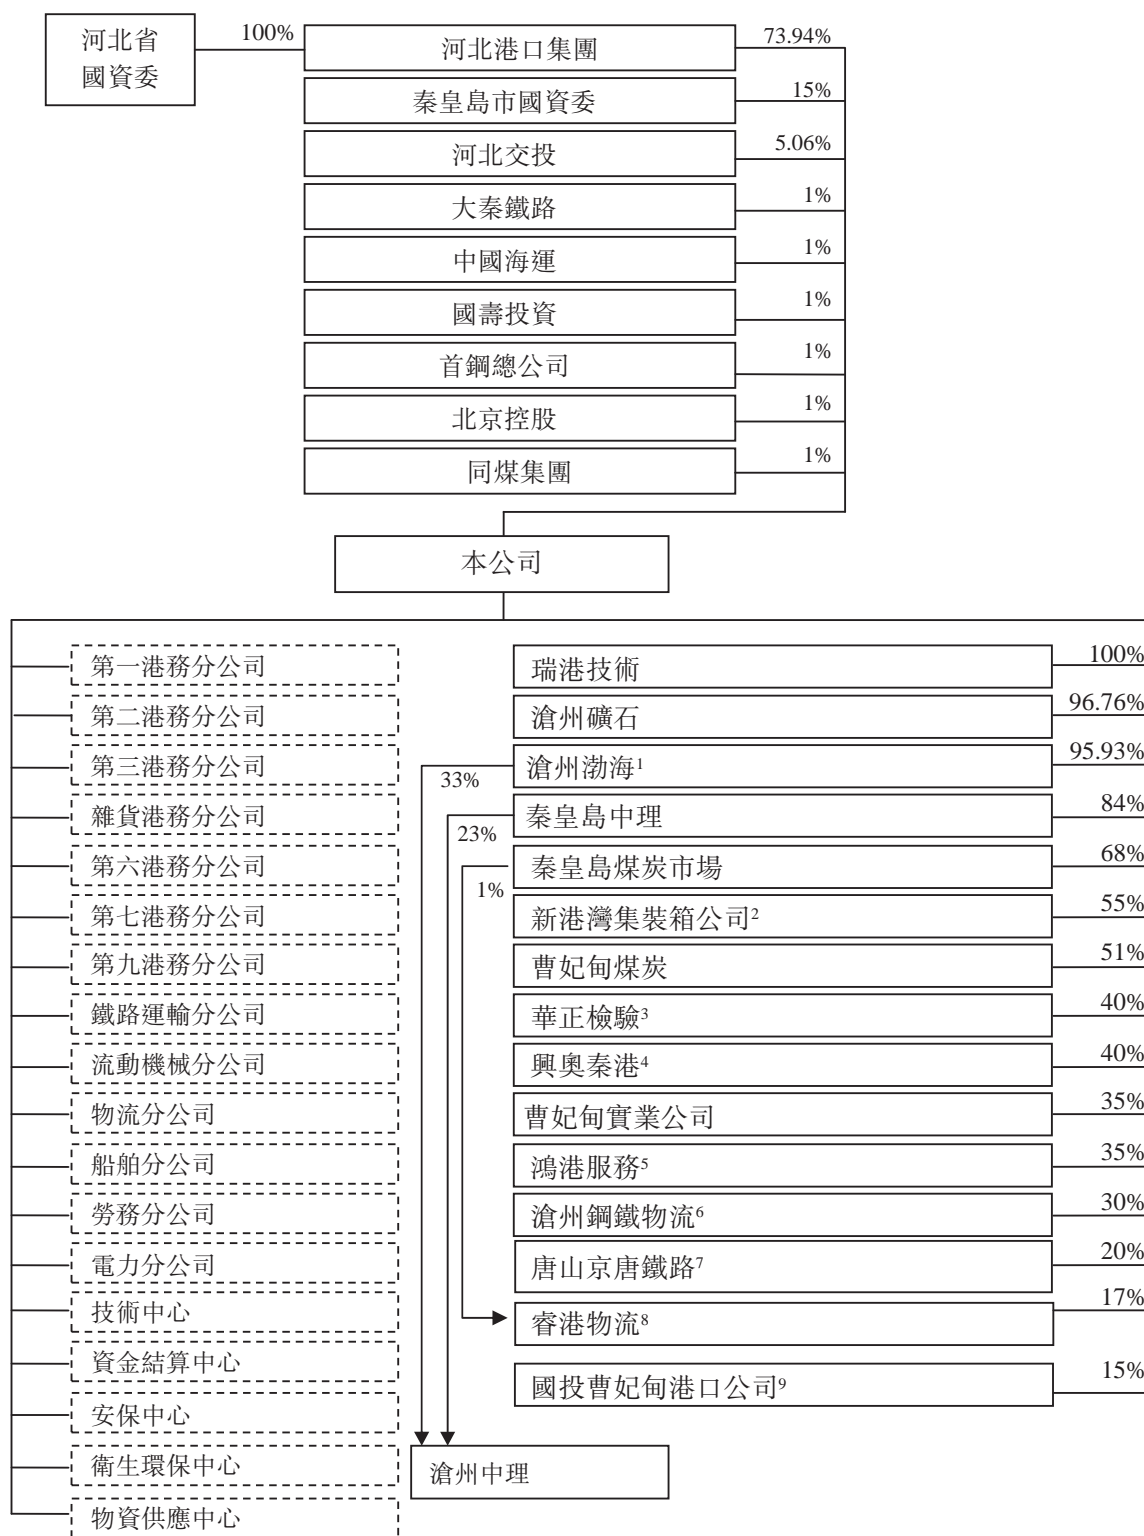 河北省
國資委
100%
河北港口集團
73.94%
秦皇島市國資委
15%
河北交投
5.06%
大秦鐵路
1%
中國海運
1%
國壽投資
1%
首鋼總公司
1%
北京控股
1%
同煤集團
1%
本公司
第一港務分公司
第二港務分公司
第三港務分公司
雜貨港務分公司
第六港務分公司
第七港務分公司
第九港務分公司
鐵路運輸分公司
流動機械分公司
物流分公司
船舶分公司
勞務分公司
電力分公司
技術中心
資金結算中心
安保中心
衛生環保中心
物資供應中心
瑞港技術
100%
滄州礦石
96.76%
滄州渤海1
95.93%
33%
秦皇島中理
84%
23%
秦皇島煤炭市場
68%
1%
新港灣集裝箱公司2
55%
曹妃甸煤炭
51%
華正檢驗3
40%
興奧秦港4
40%
曹妃甸實業公司
35%
鴻港服務5
35%
滄州鋼鐵物流6
30%
唐山京唐鐵路7
20%
睿港物流8
17%
國投曹妃甸港口公司9
15%
滄州中理